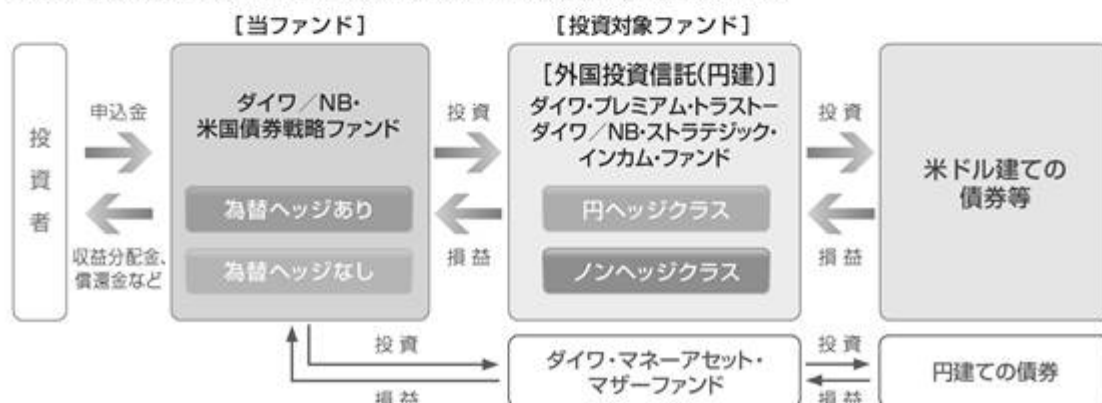 [当ファンド]
[投資対象ファンド]
投資者
申込金
収益分配金、
償還金など
ダイワ／NB・
米国債券戦略ファンド
為替ヘッジあり
為替ヘッジなし
投資
損益
[外国投資信託(円建)]
ダイワ・プレミアム・トラスト－
ダイワ／NB・ストラテジック・
インカム・ファンド
円ヘッジクラス
ノンヘッジクラス
投資
損益
米ドル建ての
債券等
投資
損益
ダイワ・マネーアセット・
マザーファンド
投資
損益
円建ての債券